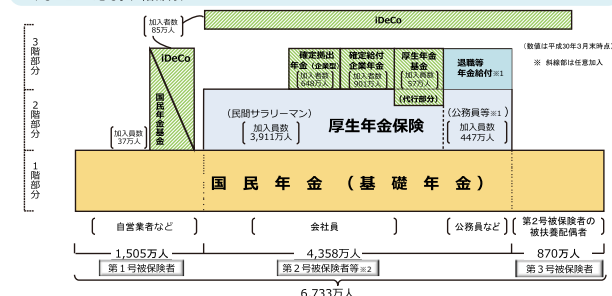 iDeCo
加入者数
85万人
(数値は平成30年3月末時点)
※ 斜線部は任意加入
3階部分
iDeCo
国民年金基金
確定拠出
年金(企業型)
加入者数
648万人
確定給付
企業年金
加入者数
901万人
厚生年金
基金
加入員数
57万人
(代行部分)
退職等
年金給付※1
2階部分
加入員数
37万人
(民間サラリーマン)
加入員数
3,911万人
厚生年金保険
(公務員等※1)
加入員数
447万人
1階部分
国民年金(基礎年金)
自営業者など
会社員
公務員など
第2号被保険者の
被扶養配偶者
1,505万人
4,358万人
870万人
第1号被保険者
第2号被保険者等※2
第3号被保険者
6,733万人